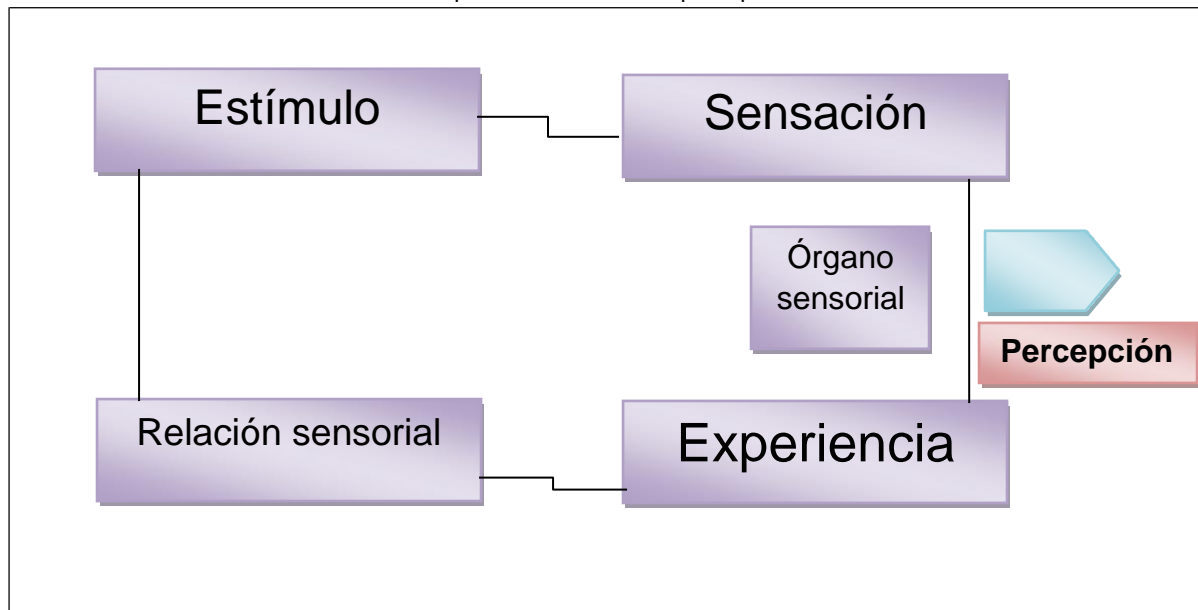 Estímulo
Sensación
Órgano
sensorial
Percepción
Relación sensorial
Experiencia